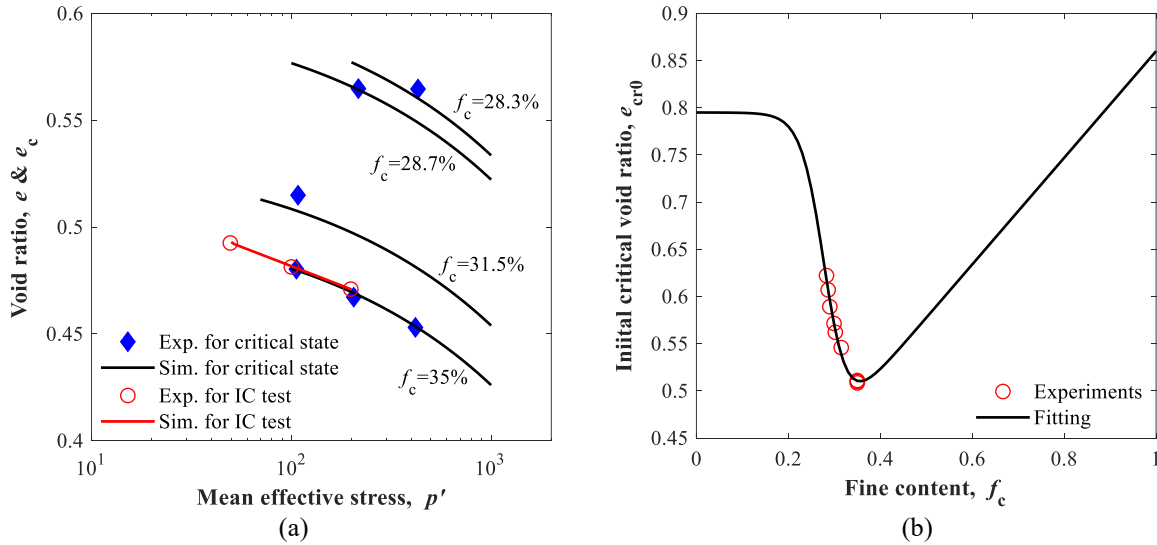 0.6
0.55
0.5
0.45
0.4
10^1
10^2
10^3
Void ratio, e & e_c
Mean effective stress, p′
f_c=28.3%
f_c=28.7%
f_c=31.5%
f_c=35%
Exp. for critical state
Sim. for critical state
Exp. for IC test
Sim. for IC test
(a)
0.9
0.85
0.8
0.75
0.7
0.65
0.6
0.55
0.5
0.45
0
0.2
0.4
0.6
0.8
1
Iniital critical void ratio, e_cr0
Fine content, f_c
Experiments
Fitting
(b)